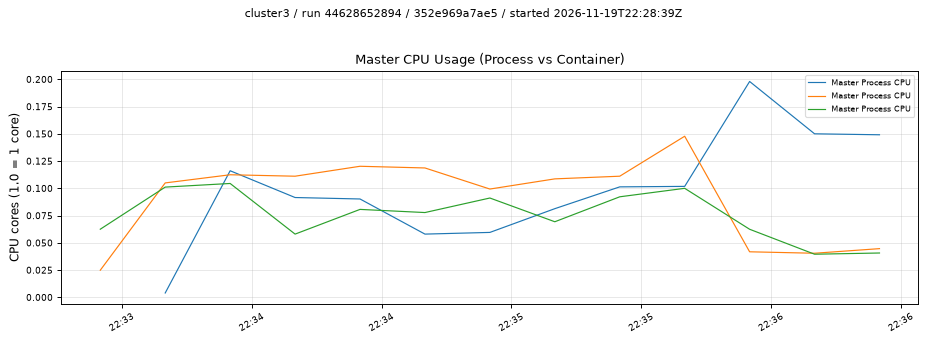 cluster3 / run 44628652894 / 352e969a7ae5 / started 2026-11-19T22:28:39Z
Master CPU Usage (Process vs Container)
CPU cores (1.0 = 1 core)
0.200
0.175
0.150
0.125
0.100
0.075
0.050
0.025
0.000
Master Process CPU
Master Process CPU
Master Process CPU
22:33
22:34
22:34
22:35
22:35
22:36
22:36